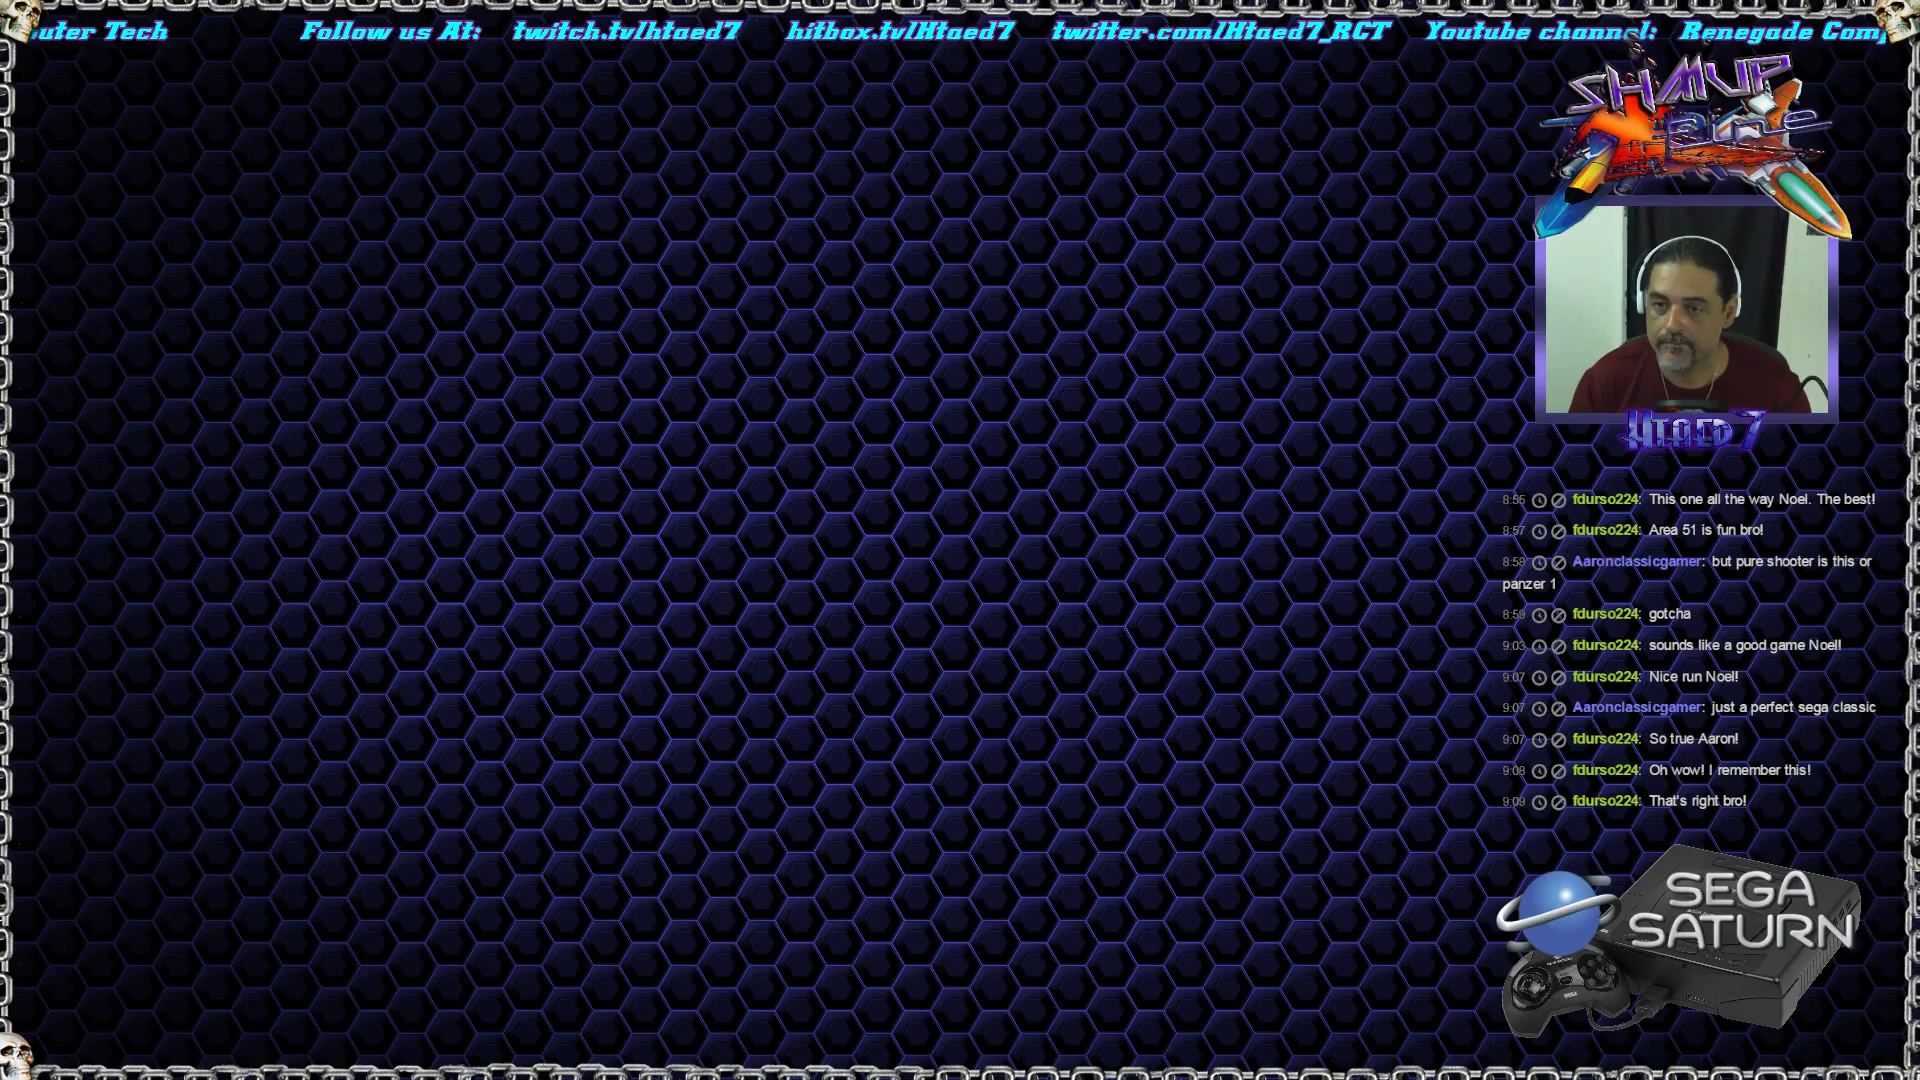 uter Tech Follow us At: twitch.tv/htaed7 hitbox.tv/Htaed7 twitter.com/Htaed7_RCT Youtube channel: Renegade Comp
SHMUP
Time
HTAED7
8:55 fdurso224: This one all the way Noel. The best!
8:57 fdurso224: Area 51 is fun bro!
8:58 Aaronclassicgamer: but pure shooter is this or
panzer 1
8:59 fdurso224: gotcha
9:03 fdurso224: sounds like a good game Noel!
9:07 fdurso224: Nice run Noel!
9:07 Aaronclassicgamer: just a perfect sega classic
9:07 fdurso224: So true Aaron!
9:08 fdurso224: Oh wow! I remember this!
9:09 fdurso224: That's right bro!
SEGA
SATURN